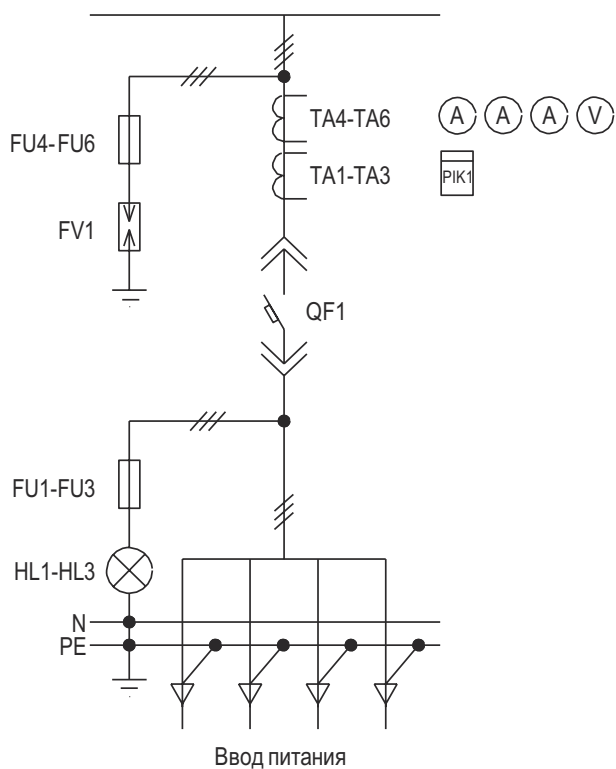 TA4-TA6
A A A V
FU4-FU6
TA1-TA3
PIK1
FV1
QF1
FU1-FU3
HL1-HL3
N
PE
Ввод питания